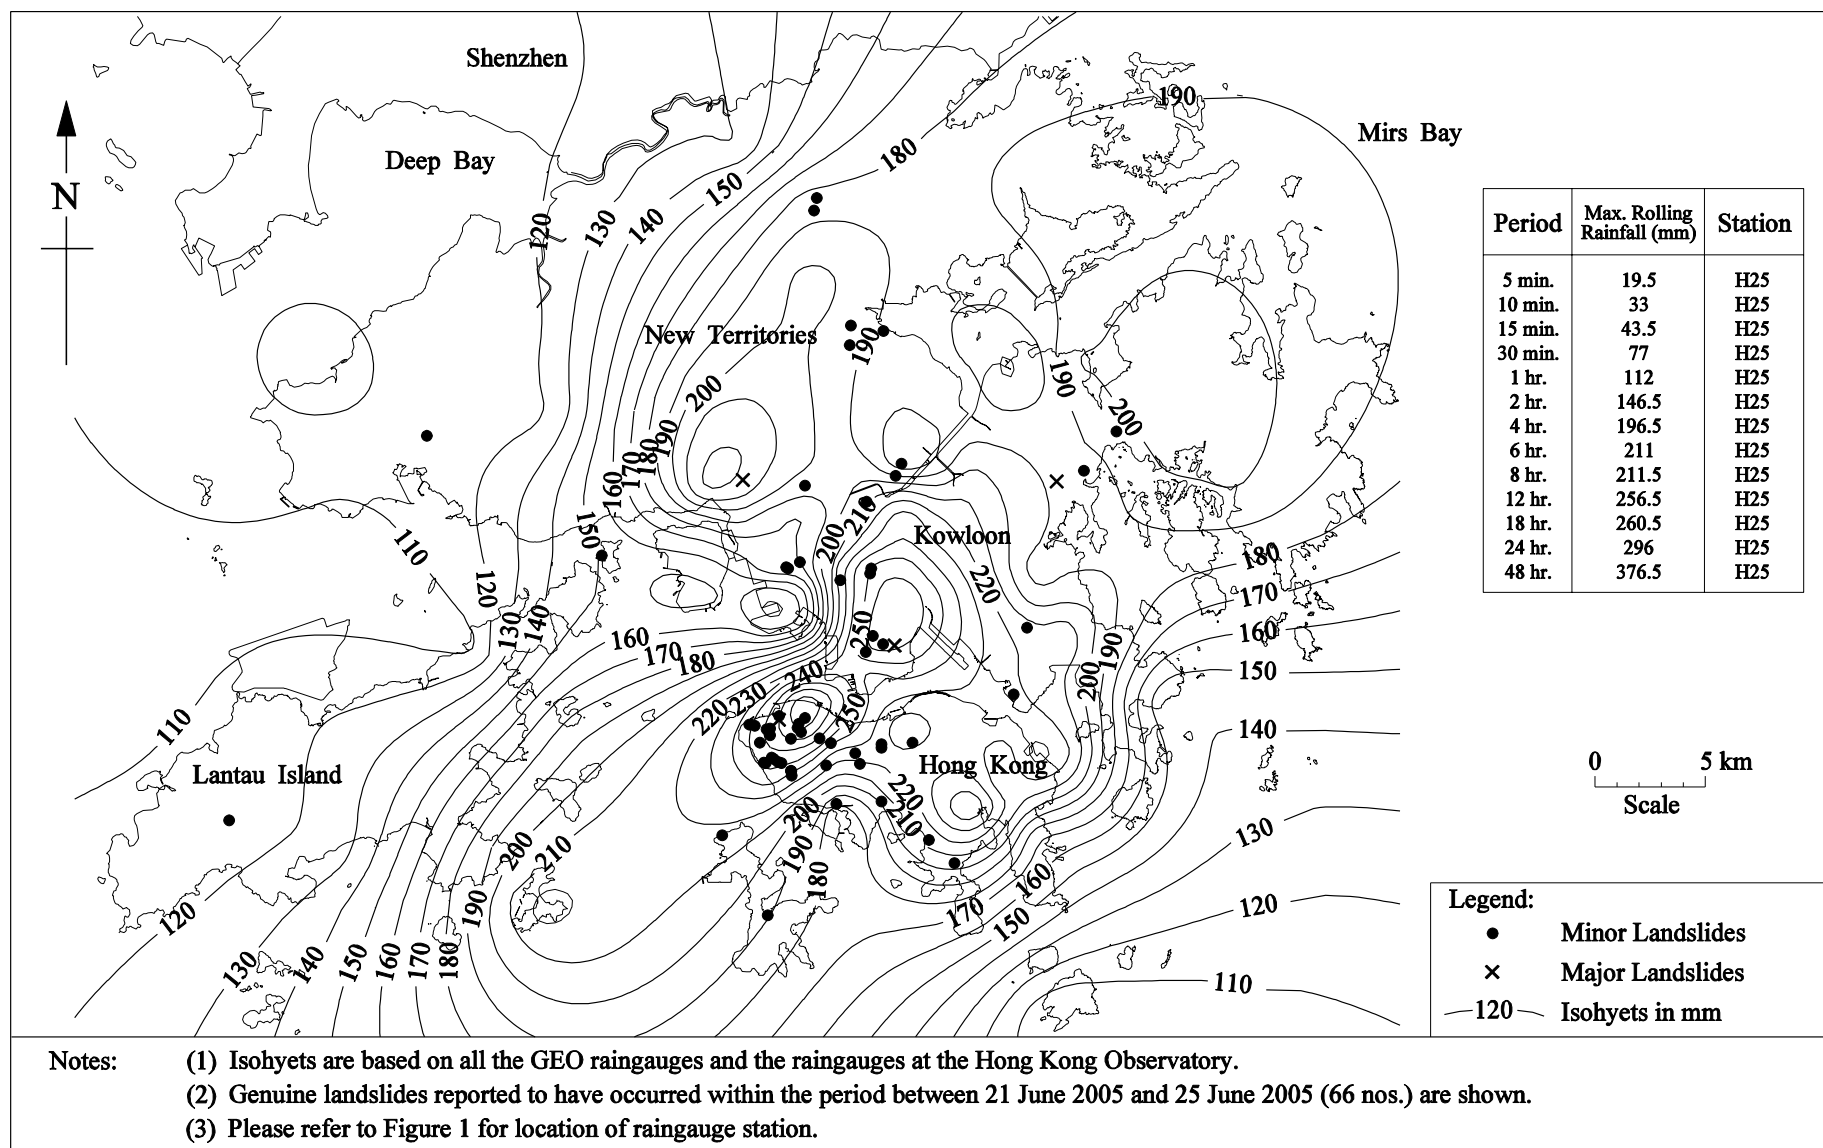 Shenzhen
190
Mirs Bay
Deep Bay
180
N
150
120
130
140
New Territories
190
200
190
200
190
180
170
160
150
110
200
210
Kowloon
180
120
220
170
130
140
160
250
160
170
180
190
150
200
240
230
220
250
110
140
Lantau Island
Hong Kong
220
200
210
130
200
210
190
180
160
120
190
170
150
120
130
140
150
160
170
180
110
Period Max. Rolling Rainfall (mm) Station
5 min. 19.5 H25
10 min. 33 H25
15 min. 43.5 H25
30 min. 77 H25
1 hr. 112 H25
2 hr. 146.5 H25
4 hr. 196.5 H25
6 hr. 211 H25
8 hr. 211.5 H25
12 hr. 256.5 H25
18 hr. 260.5 H25
24 hr. 296 H25
48 hr. 376.5 H25
0 5 km
Scale
Legend:
Minor Landslides
Major Landslides
120 Isohyets in mm
Notes: (1) Isohyets are based on all the GEO raingauges and the raingauges at the Hong Kong Observatory.
(2) Genuine landslides reported to have occurred within the period between 21 June 2005 and 25 June 2005 (66 nos.) are shown.
(3) Please refer to Figure 1 for location of raingauge station.